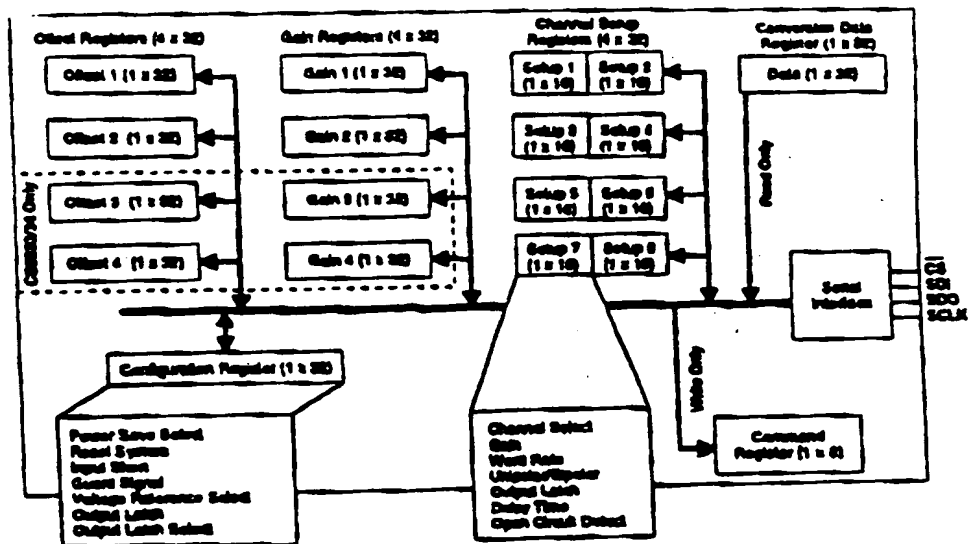 Offset Registers (4 x 32)
Gain Registers (4 x 32)
Channel Setup
Registers (4 x 32)
Conversion Data
Register (1 x 32)
Offset 1 (1 x 32)
Gain 1 (1 x 32)
Setup 1
(1 x 16)
Setup 2
(1 x 16)
Data (1 x 32)
Offset 2 (1 x 32)
Gain 2 (1 x 32)
Setup 3
(1 x 16)
Setup 4
(1 x 16)
Read Only
Only
Offset 3 (1 x 32)
Gain 3 (1 x 32)
Setup 5
(1 x 16)
Setup 6
(1 x 16)
Offset 4 (1 x 32)
Gain 4 (1 x 32)
Setup 7
(1 x 16)
Setup 8
(1 x 16)
Serial
Interface
CS
SDI
SDO
SCLK
Configuration Register (1 x 32)
Write Only
Power Save Select
Reset System
Input Short
Guard Signal
Voltage Reference Select
Output Latch
Output Latch Select
Channel Select
Gain
Word Rate
Unipolar/Bipolar
Output Latch
Delay Time
Open Circuit Detect
Command
Register (1 x 8)